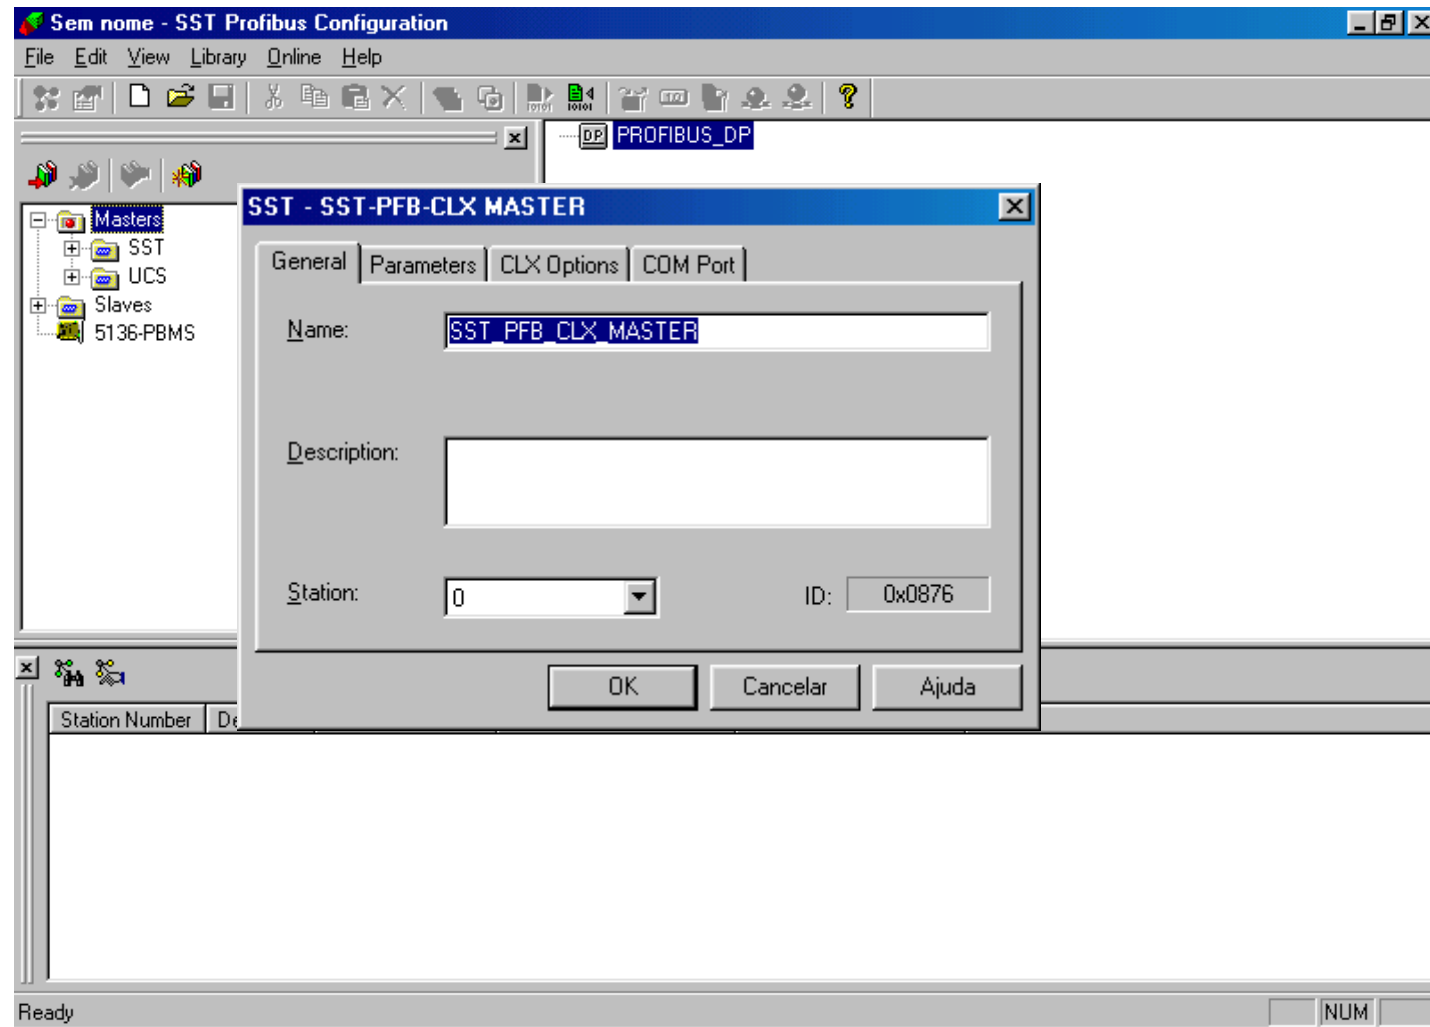 Sem nome - SST Profibus Configuration
File Edit View Library Online Help
PROFIBUS_DP
Masters
SST
UCS
Slaves
5136-PBMS
SST - SST-PFB-CLX MASTER
General Parameters CLX Options COM Port
Name: SST_PFB_CLX_MASTER
Description:
Station: 0 ID: 0x0876
OK Cancelar Ajuda
Station Number De
Ready NUM